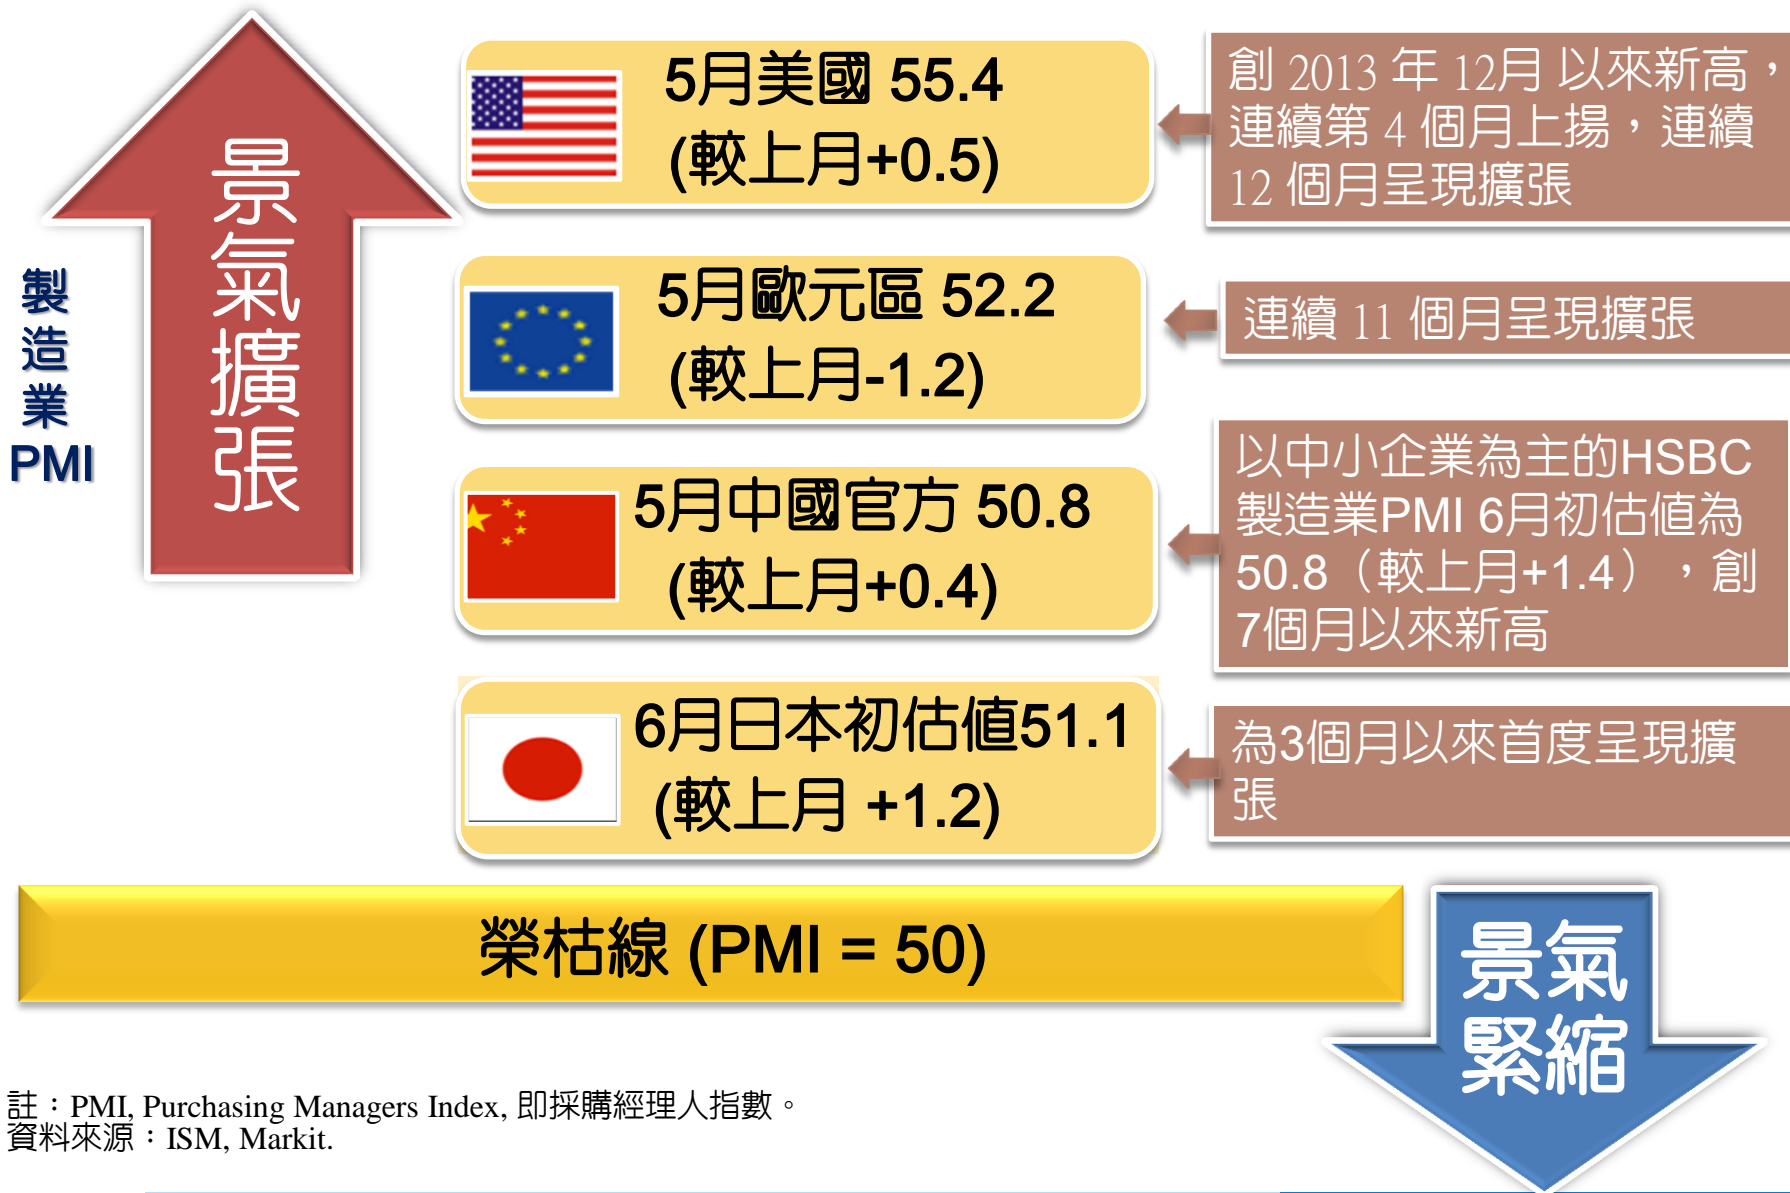 景氣擴張
製造業PMI
5月美國 55.4
(較上月+0.5)
創 2013 年 12月 以來新高，
連續第 4 個月上揚，連續
12 個月呈現擴張
5月歐元區 52.2
(較上月-1.2)
連續 11 個月呈現擴張
5月中國官方 50.8
(較上月+0.4)
以中小企業為主的HSBC
製造業PMI 6月初估值為
50.8（較上月+1.4），創
7個月以來新高
6月日本初估值51.1
(較上月 +1.2)
為3個月以來首度呈現擴
張
榮枯線 (PMI = 50)
景氣
緊縮
註：PMI, Purchasing Managers Index, 即採購經理人指數。
資料來源：ISM, Markit.